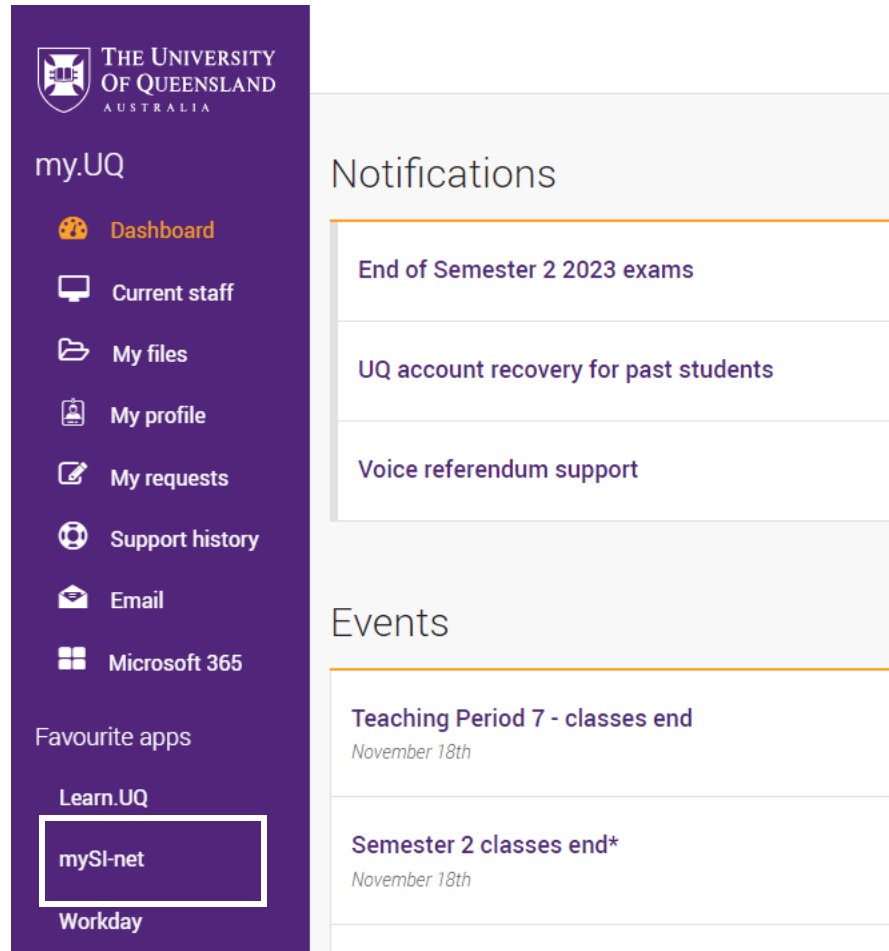 THE UNIVERSITY
OF QUEENSLAND
AUSTRALIA
my.UQ
Dashboard
Current staff
My files
My profile
My requests
Support history
Email
Microsoft 365
Favourite apps
Learn.UQ
mySI-net
Workday
Notifications
End of Semester 2 2023 exams
UQ account recovery for past students
Voice referendum support
Events
Teaching Period 7 - classes end
November 18th
Semester 2 classes end*
November 18th